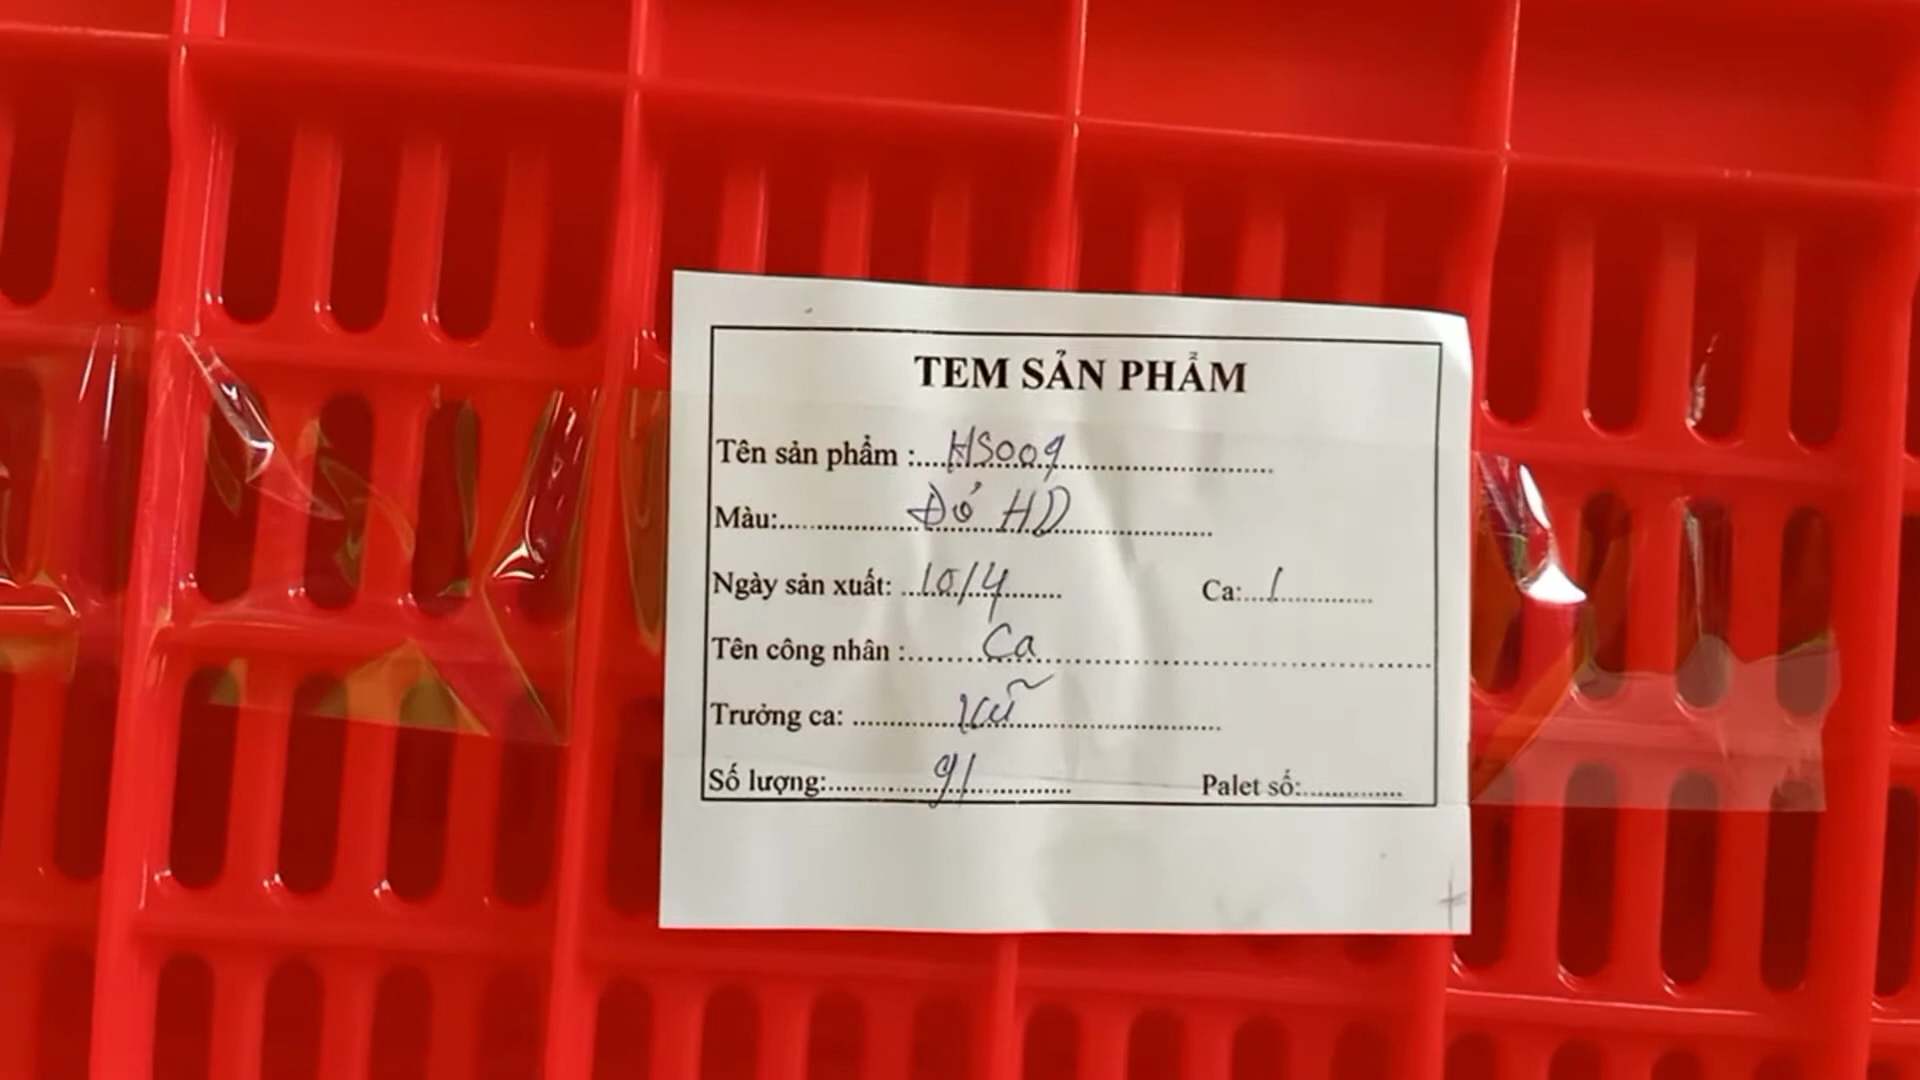 TEM SẢN PHẨM
Tên sản phẩm : HS009
Màu: Đỏ HD
Ngày sản xuất: 10/4 Ca: 1
Tên công nhân : Ca
Trưởng ca:
Số lượng: 91 Palet số: